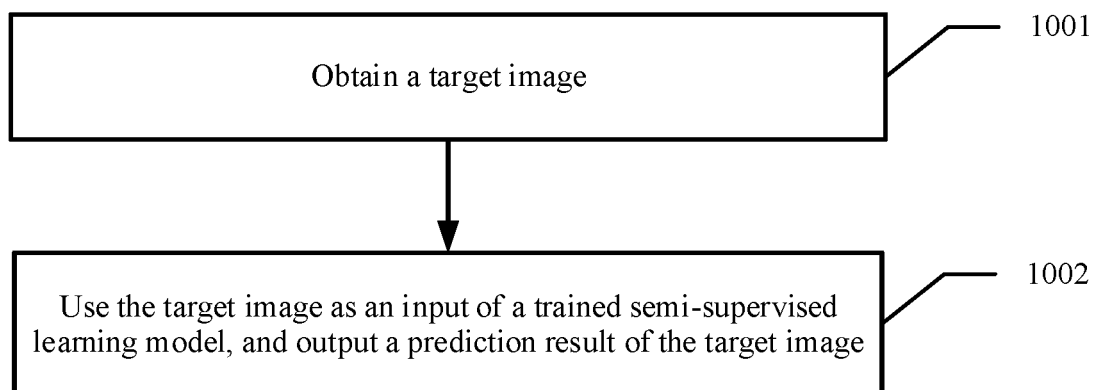 1001
Obtain a target image
1002
Use the target image as an input of a trained semi-supervised
learning model, and output a prediction result of the target image